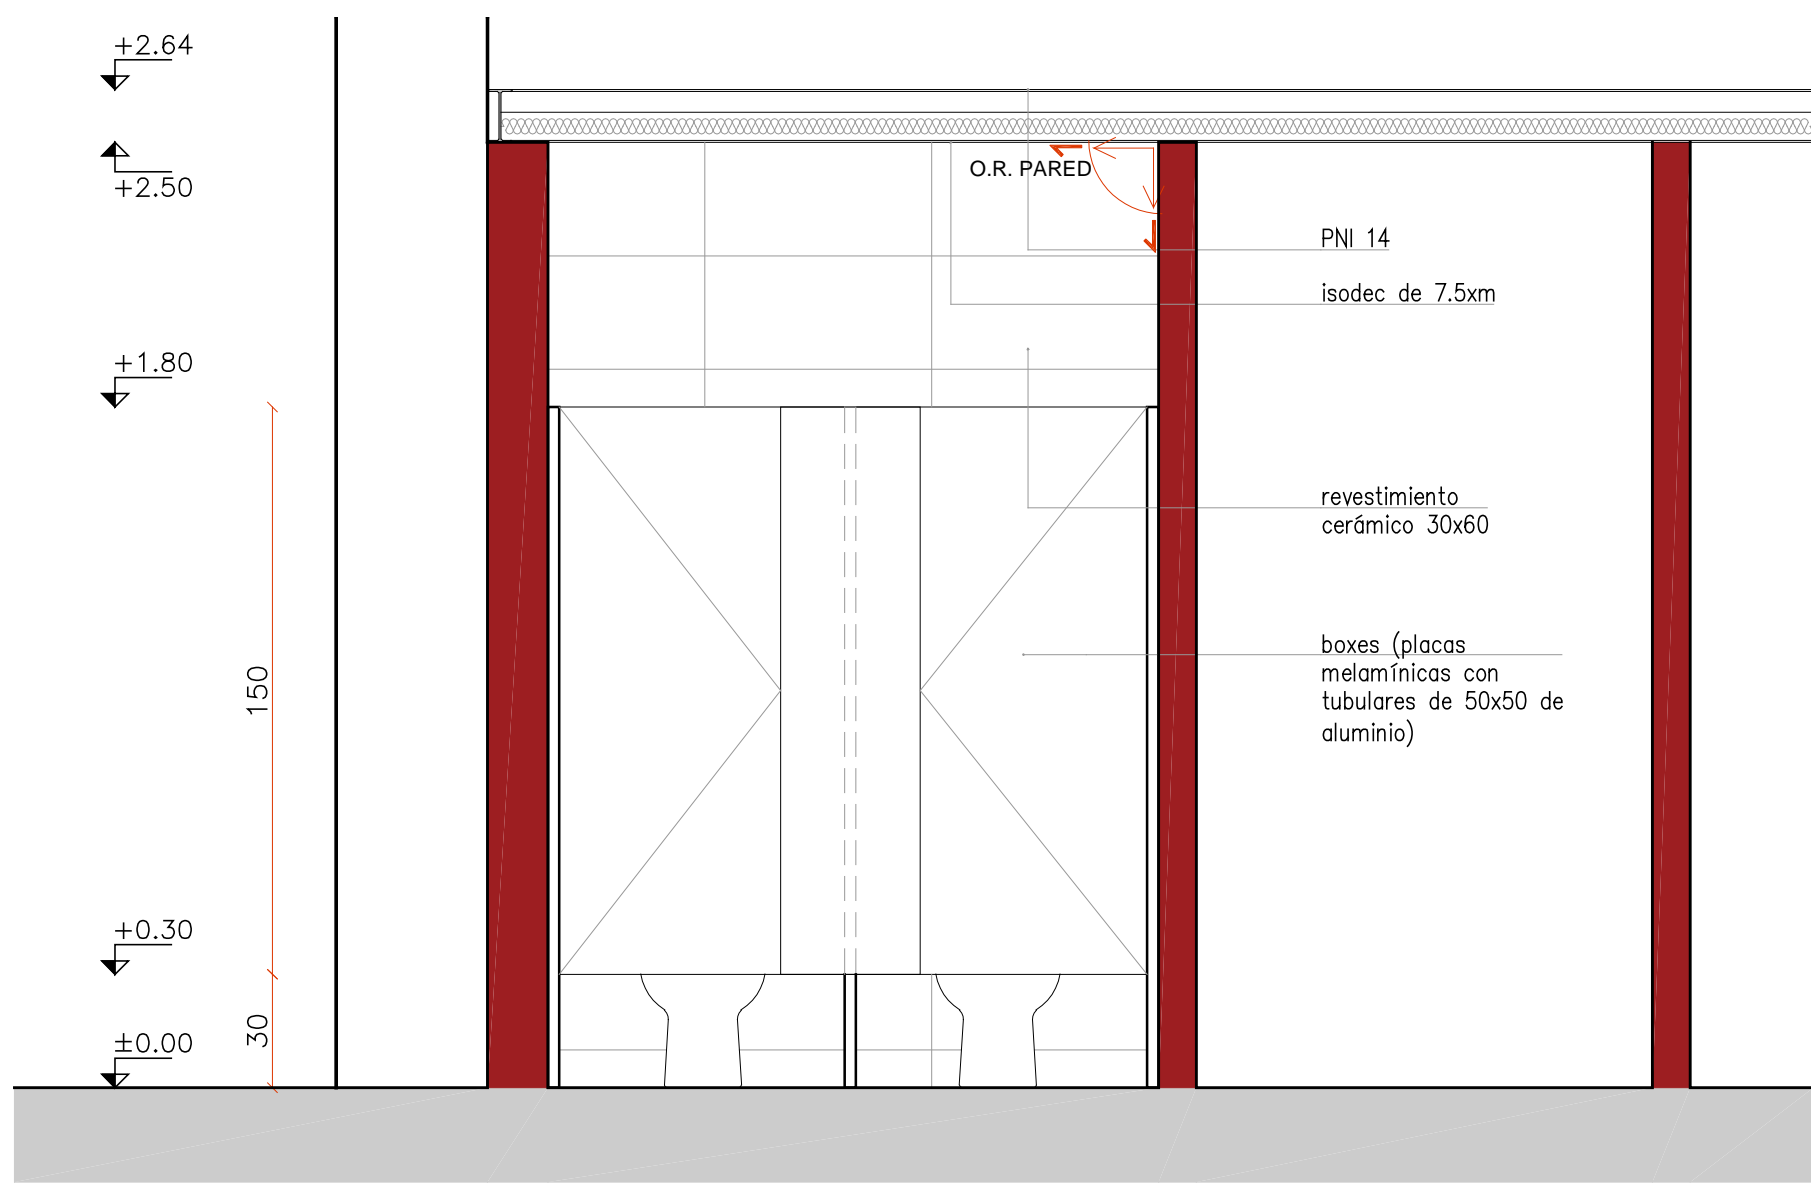 +2.64
+2.50
O.R. PARED
PNI 14
isodec de 7.5xm
+1.80
revestimiento
cerámico 30x60
boxes (placas
melamínicas con
tubulares de 50x50 de
aluminio)
150
+0.30
30
±0.00